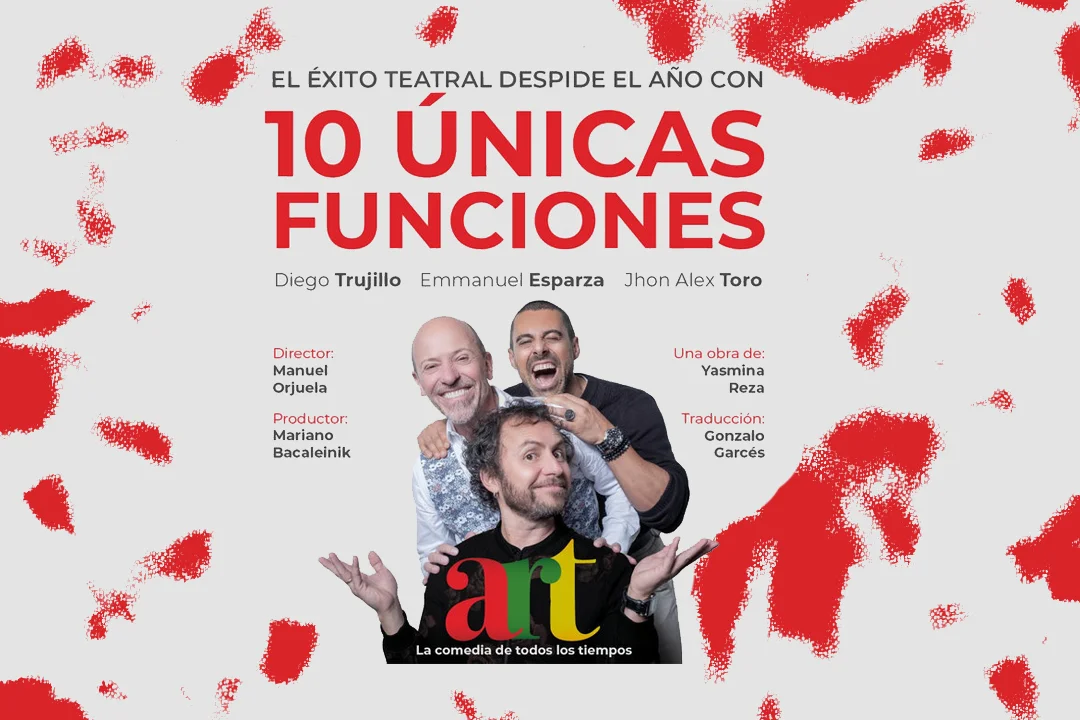 EL ÉXITO TEATRAL DESPIDE EL AÑO CON
10 ÚNICAS
FUNCIONES
Diego Trujillo Emmanuel Esparza Jhon Alex Toro
Director:
Manuel
Orjuela
Productor:
Mariano
Bacaleinik
Una obra de:
Yasmina
Reza
Traducción:
Gonzalo
Garcés
art
La comedia de todos los tiempos